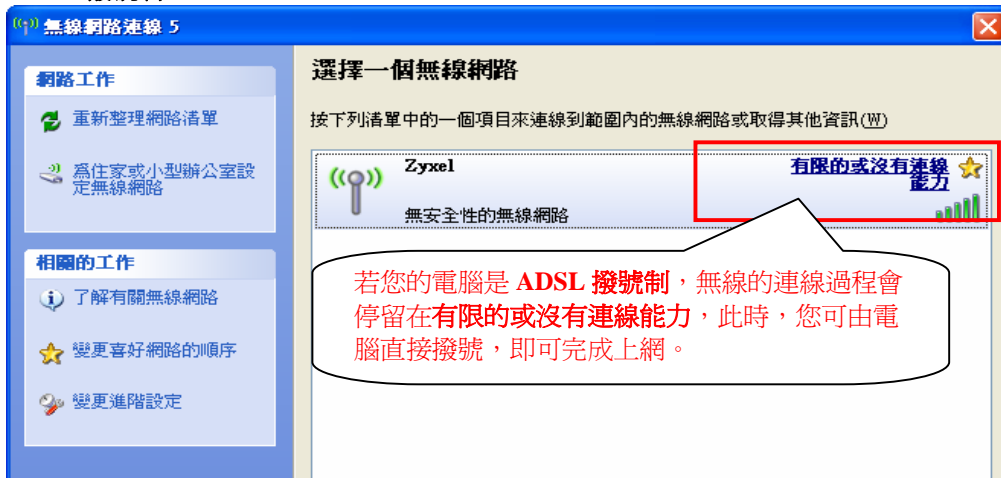 無線網路連線 5
網路工作
重新整理網路清單
為住家或小型辦公室設
定無線網路
相關的工作
了解有關無線網路
變更喜好網路的順序
變更進階設定
選擇一個無線網路
按下列清單中的一個項目來連線到範圍內的無線網路或取得其他資訊(W)
Zyxel
有限的或沒有連線
能力
無安全性的無線網路
若您的電腦是 ADSL 撥號制，無線的連線過程會
停留在有限的或沒有連線能力，此時，您可由電
腦直接撥號，即可完成上網。